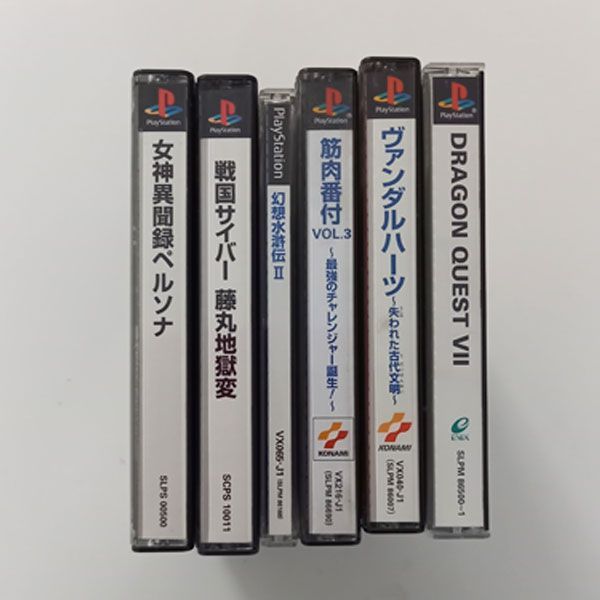 PlayStation
女神異聞録ペルソナ
SLPS 00500
PlayStation
戦国サイバー 藤丸地獄変
SCPS 10011
PlayStation
幻想水滸伝 II
VX065-J1
PlayStation
筋肉番付
VOL.3
~最強のチャレンジャー誕生!~
KONAMI
VX216-J1
(SLPM 86690)
PlayStation
ヴァンダルハーツ
~失われた古代文明~
KONAMI
VX040-J1
(SLPM 86007)
PlayStation
DRAGON QUEST VII
ENIX
SLPM 86500~1